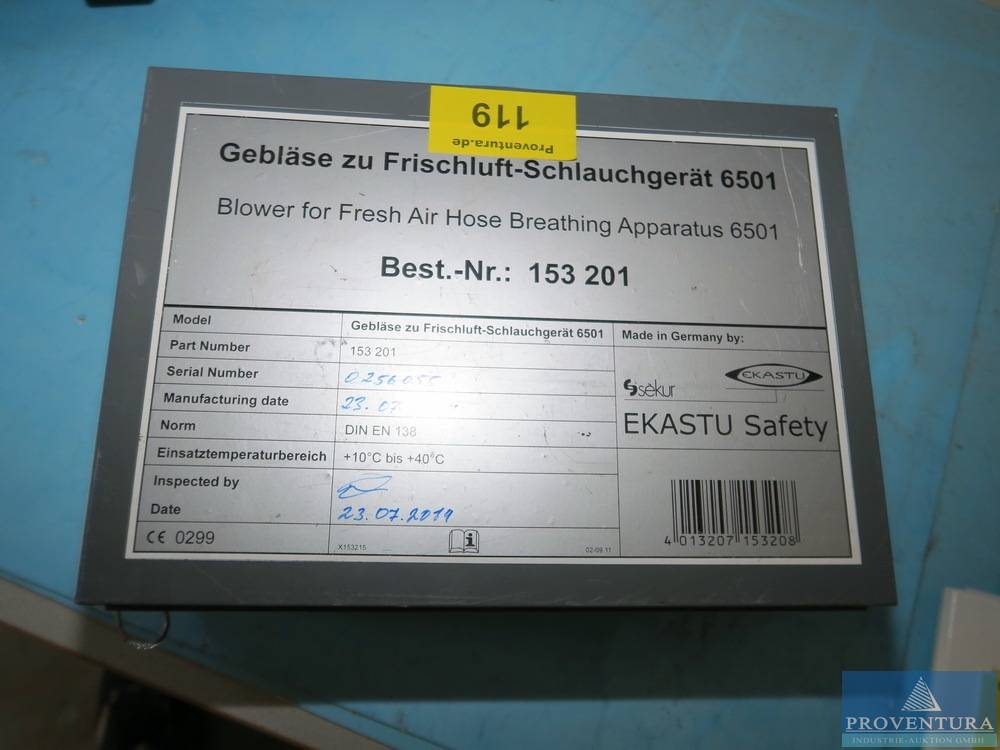 119
Proventura.de
Gebläse zu Frischluft-Schlauchgerät 6501
Blower for Fresh Air Hose Breathing Apparatus 6501
Best.-Nr.: 153 201
Model Gebläse zu Frischluft-Schlauchgerät 6501
Part Number 153 201
Serial Number
Manufacturing date 23.07
Norm DIN EN 138
Einsatztemperaturbereich +10°C bis +40°C
Inspected by
Date 23.07.2019
CE 0299
X153215
02-09.11
Made in Germany by:
sekur
EKASTU
EKASTU Safety
4 013207 153208
PROVENTURA
INDUSTRIE-AUKTION GMBH